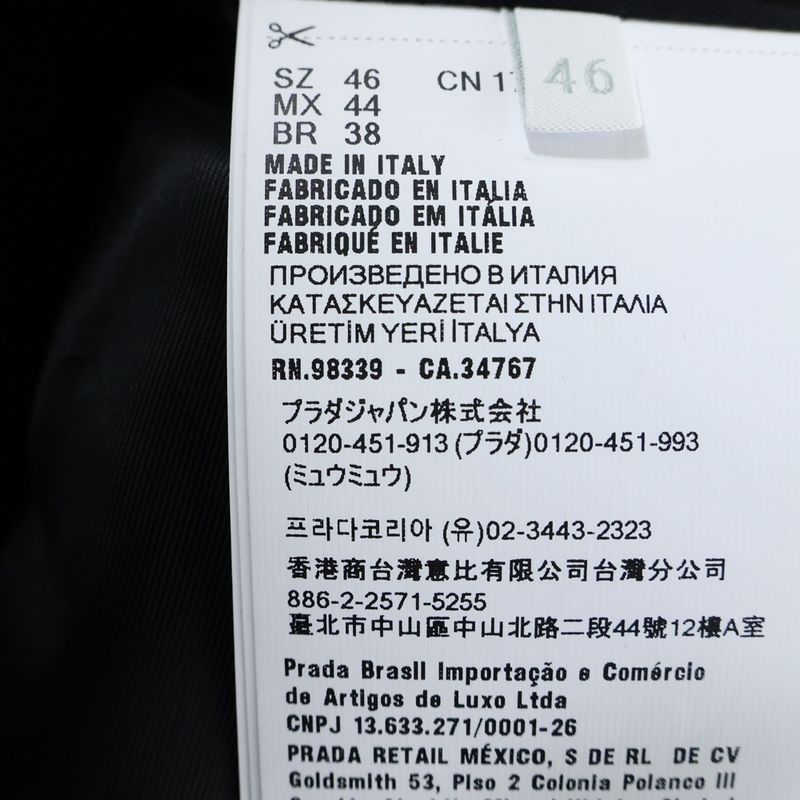 SZ 46 CN
MX 44
BR 38
46
MADE IN ITALY
FABRICADO EN ITALIA
FABRICADO EM ITÁLIA
FABRIQUÉ EN ITALIE
ПРОИЗВЕДЕНО В ИТАЛИЯ
ΚΑΤΑΣΚΕΥΑΖΕΤΑΙ ΣΤΗΝ ΙΤΑΛΙΑ
ÜRETİM YERİ İTALYA
RN.98339 - CA.34767
プラダジャパン株式会社
0120-451-913 (プラダ)0120-451-993
(ミュウミュウ)
프라다코리아 (유)02-3443-2323
香港商台灣意比有限公司台灣分公司
886-2-2571-5255
臺北市中山區中山北路二段44號12樓A室
Prada Brasil Importação e Comércio
de Artigos de Luxo Ltda
CNPJ 13.633.271/0001-26
PRADA RETAIL MÉXICO, S DE RL DE CV
Goldsmith 53, Piso 2 Colonia Polanco III